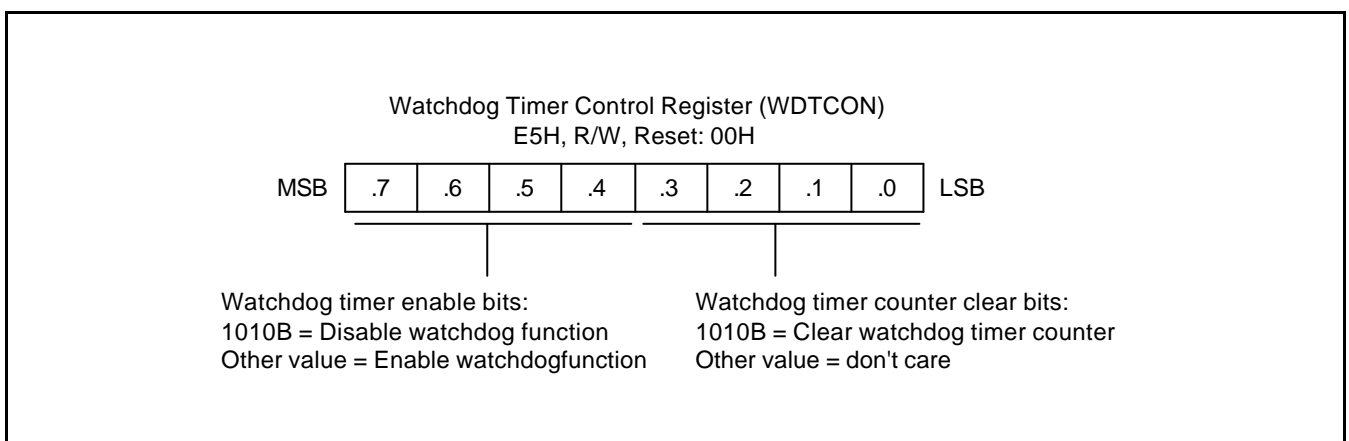 Watchdog Timer Control Register (WDTCON)
E5H, R/W, Reset: 00H
MSB .7 .6 .5 .4 .3 .2 .1 .0 LSB
Watchdog timer enable bits:
1010B = Disable watchdog function
Other value = Enable watchdogfunction
Watchdog timer counter clear bits:
1010B = Clear watchdog timer counter
Other value = don't care